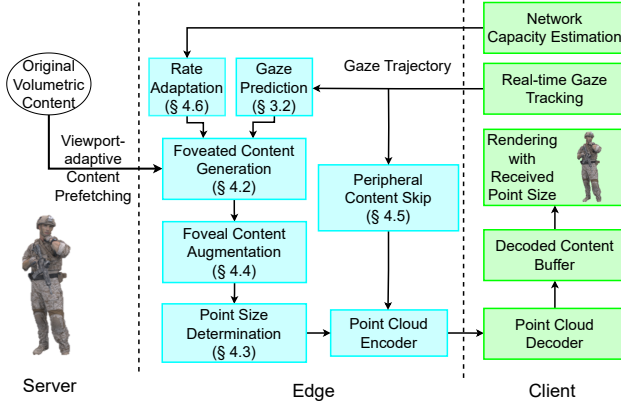 Network
Capacity Estimation
Original
Volumetric
Content
Rate
Adaptation
(§ 4.6)
Gaze
Prediction
(§ 3.2)
Gaze Trajectory
Real-time Gaze
Tracking
Viewport-
adaptive
Content
Prefetching
Foveated Content
Generation
(§ 4.2)
Peripheral
Content Skip
(§ 4.5)
Rendering
with
Received
Point Size
Foveal Content
Augmentation
(§ 4.4)
Decoded Content
Buffer
Point Size
Determination
(§ 4.3)
Point Cloud
Encoder
Point Cloud
Decoder
Server
Edge
Client